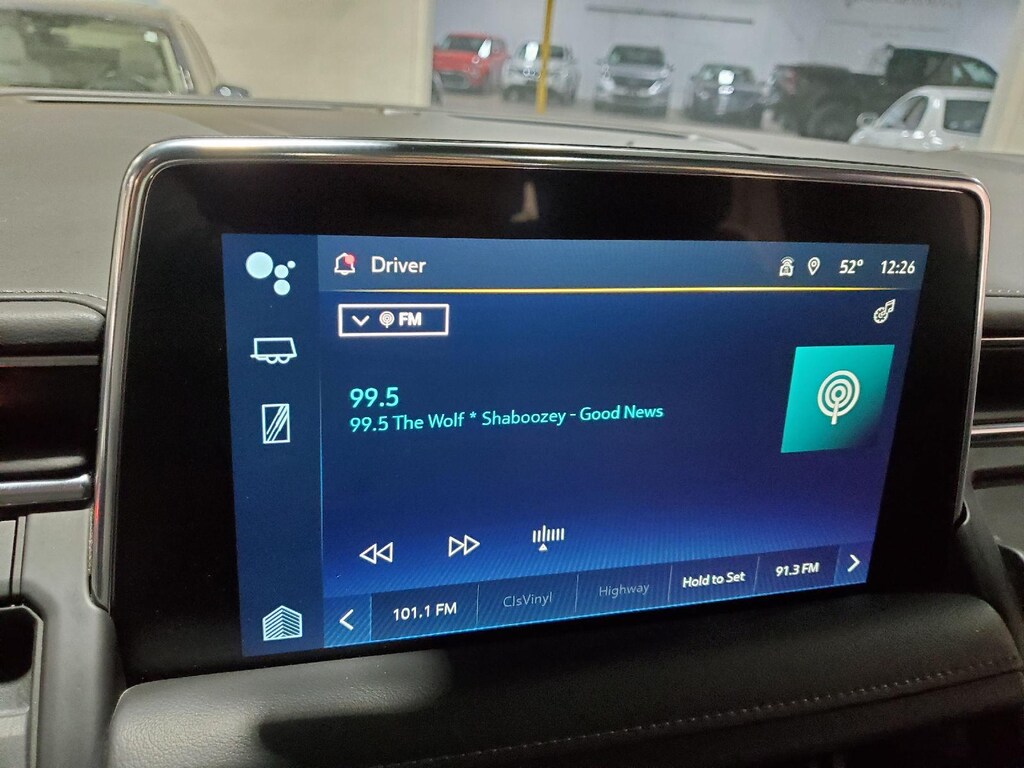 Driver
52° 12:26
FM
99.5
99.5 The Wolf * Shaboozey - Good News
101.1 FM
ClsVinyl
Highway
Hold to Set
91.3 FM